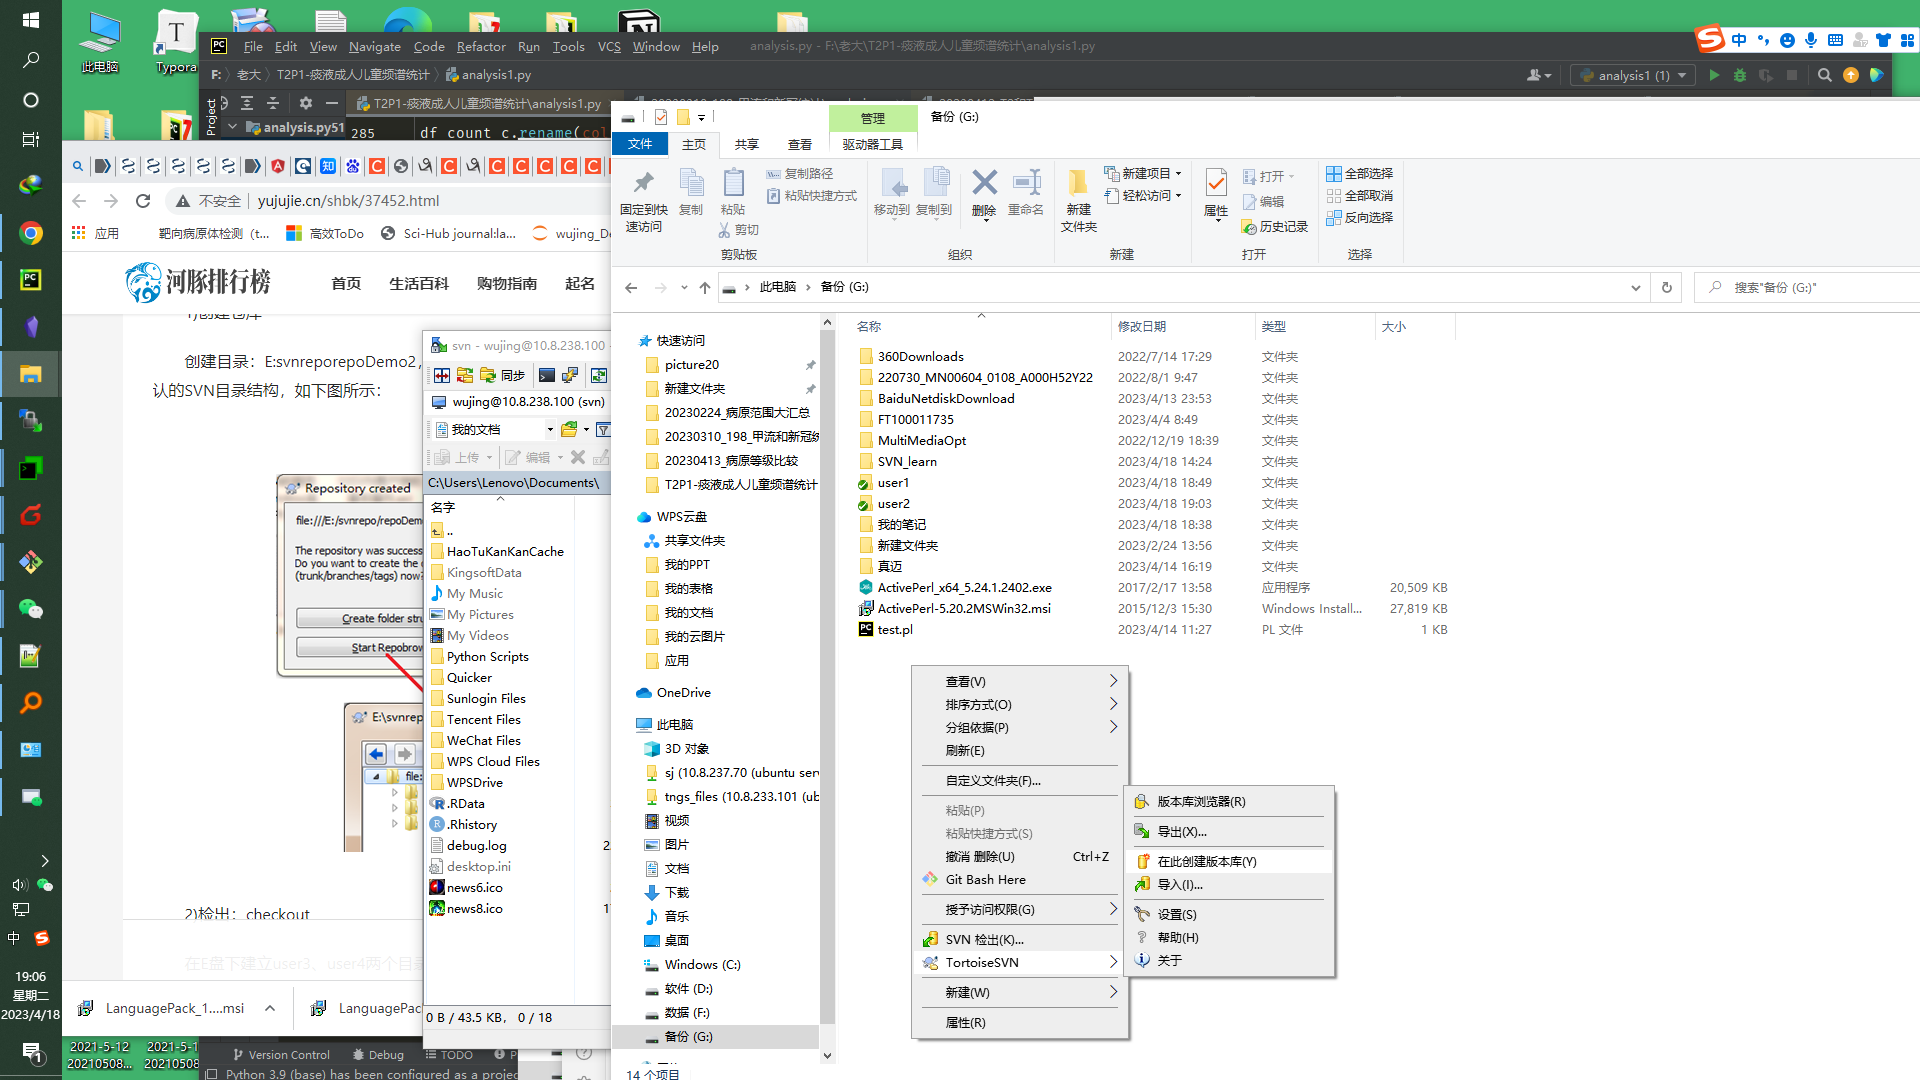 此电脑
Typora
File Edit View Navigate Code Refactor Run Tools VCS Window Help
analysis.py - F:\老大\T2P1-痰液成人儿童频谱统计\analysis1.py
F: 老大 T2P1-痰液成人儿童频谱统计 analysis1.py
analysis1 (1)
Project
T2P1-痰液成人儿童频谱统计\analysis1.py
analysis.py51
285 df_count_c.rename(col
不安全 yujujie.cn/shbk/37452.html
应用 靶向病原体检测（t... 高效ToDo Sci-Hub journal:la... wujing_De
河豚排行榜
首页 生活百科 购物指南 起名
1)创建仓库
创建目录：E:svnreporepoDemo2,
认的SVN目录结构，如下图所示：
Repository created
file:///E:/svnrepo/repoDem
The repository was success
Do you want to create the
(trunk/branches/tags) now?
Create folder stru
Start Repobrow
E:\svnrep
file:
2)检出：checkout
在E盘下建立user3、user4两个目录
svn - wujing@10.8.238.100
同步
wujing@10.8.238.100 (svn)
我的文档
上传 编辑
C:\Users\Lenovo\Documents\
名字
..
HaoTuKanKanCache
KingsoftData
My Music
My Pictures
My Videos
Python Scripts
Quicker
Sunlogin Files
Tencent Files
WeChat Files
WPS Cloud Files
WPSDrive
.RData
.Rhistory
debug.log
desktop.ini
news6.ico
news8.ico
0 B / 43.5 KB， 0 / 18
管理
备份 (G:)
文件 主页 共享 查看 驱动器工具
固定到快
速访问
复制
粘贴
复制路径
粘贴快捷方式
剪切
剪贴板
移动到 复制到 删除 重命名
组织
新建
文件夹
新建项目
轻松访问
新建
属性
打开
编辑
历史记录
打开
全部选择
全部取消
反向选择
选择
此电脑 备份 (G:)
搜索"备份 (G:)"
快速访问
picture20
新建文件夹
20230224_病原范围大汇总
20230310_198_甲流和新冠统
20230413_病原等级比较
T2P1-痰液成人儿童频谱统计
WPS云盘
共享文件夹
我的PPT
我的表格
我的文档
我的云图片
应用
OneDrive
此电脑
3D 对象
sj (10.8.237.70 (ubuntu serv
tngs_files (10.8.233.101 (ub
视频
图片
文档
下载
音乐
桌面
Windows (C:)
软件 (D:)
数据 (F:)
备份 (G:)
14 个项目
名称 修改日期 类型 大小
360Downloads 2022/7/14 17:29 文件夹
220730_MN00604_0108_A000H52Y22 2022/8/1 9:47 文件夹
BaiduNetdiskDownload 2023/4/13 23:53 文件夹
FT100011735 2023/4/4 8:49 文件夹
MultiMediaOpt 2022/12/19 18:39 文件夹
SVN_learn 2023/4/18 14:24 文件夹
user1 2023/4/18 18:49 文件夹
user2 2023/4/18 19:03 文件夹
我的笔记 2023/4/18 18:38 文件夹
新建文件夹 2023/2/24 13:56 文件夹
真迈 2023/4/14 16:19 文件夹
ActivePerl_x64_5.24.1.2402.exe 2017/2/17 13:58 应用程序 20,509 KB
ActivePerl-5.20.2MSWin32.msi 2015/12/3 15:30 Windows Install... 27,819 KB
test.pl 2023/4/14 11:27 PL 文件 1 KB
查看(V)
排序方式(O)
分组依据(P)
刷新(E)
自定义文件夹(F)...
粘贴(P)
粘贴快捷方式(S)
撤消 删除(U) Ctrl+Z
Git Bash Here
授予访问权限(G)
SVN 检出(K)...
TortoiseSVN
新建(W)
属性(R)
版本库浏览器(R)
导出(X)...
在此创建版本库(Y)
导入(I)...
设置(S)
帮助(H)
关于
中
19:06
星期二
2023/4/18
LanguagePack_1....msi
LanguagePac
2021-5-12
20210508...
2021-5-1
20210508
Version Control Debug TODO P
Python 3.9 (base) has been configured as a projec